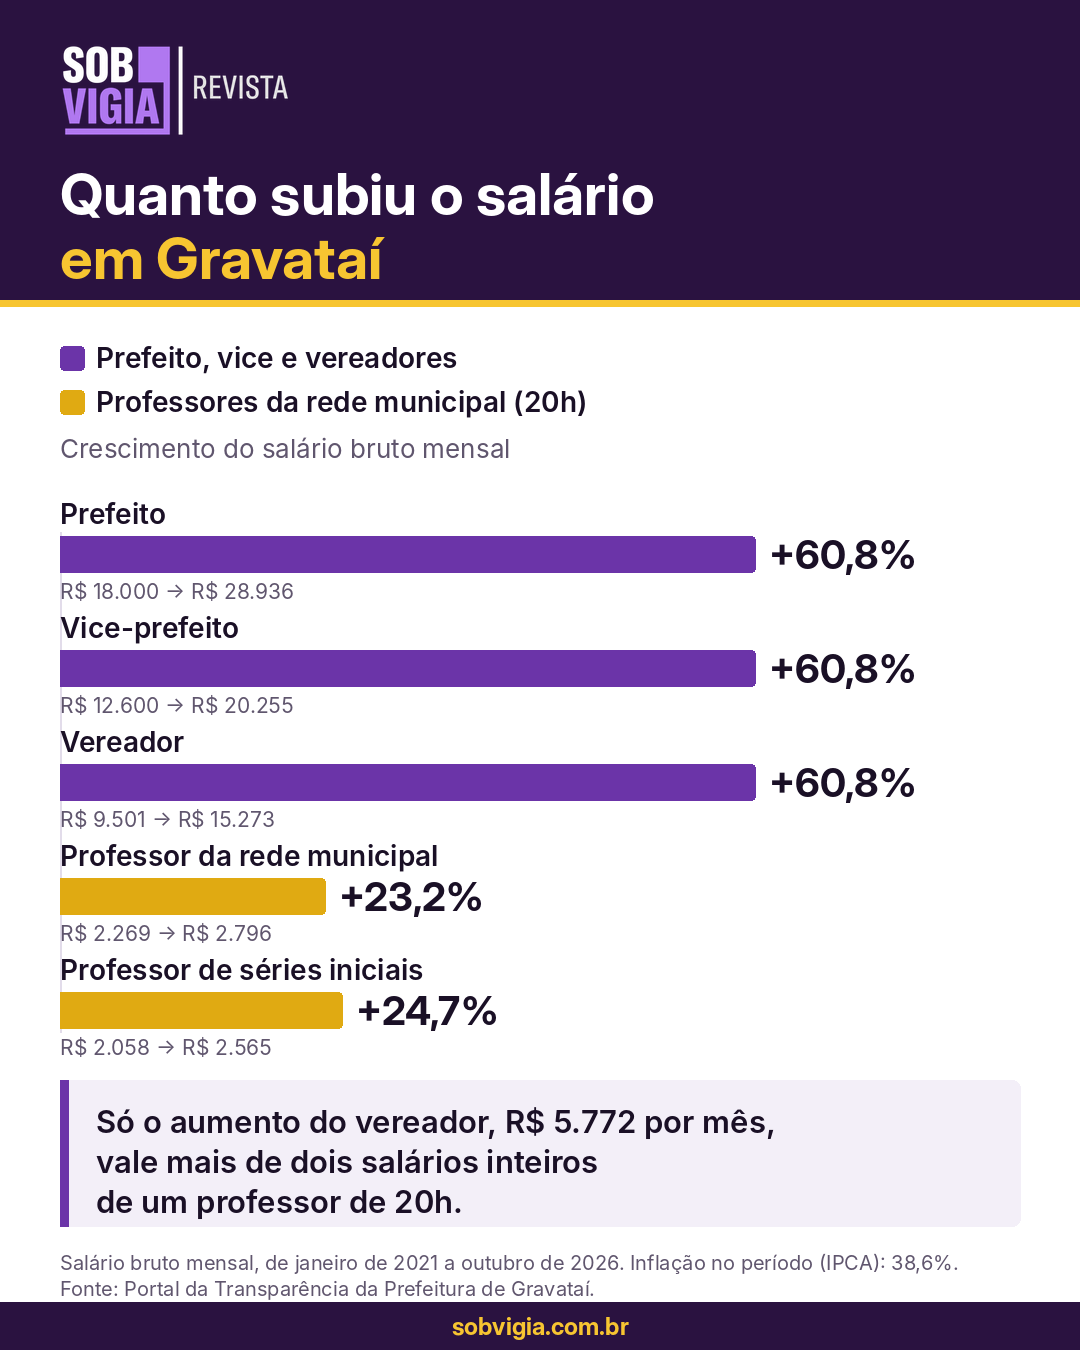 SOB
VIGIA
REVISTA
Quanto subiu o salário
em Gravataí
Prefeito, vice e vereadores
Professores da rede municipal (20h)
Crescimento do salário bruto mensal
Prefeito
+60,8%
R$ 18.000 → R$ 28.936
Vice-prefeito
+60,8%
R$ 12.600 → R$ 20.255
Vereador
+60,8%
R$ 9.501 → R$ 15.273
Professor da rede municipal
+23,2%
R$ 2.269 → R$ 2.796
Professor de séries iniciais
+24,7%
R$ 2.058 → R$ 2.565
Só o aumento do vereador, R$ 5.772 por mês,
vale mais de dois salários inteiros
de um professor de 20h.
Salário bruto mensal, de janeiro de 2021 a outubro de 2026. Inflação no período (IPCA): 38,6%.
Fonte: Portal da Transparência da Prefeitura de Gravataí.
sobvigia.com.br